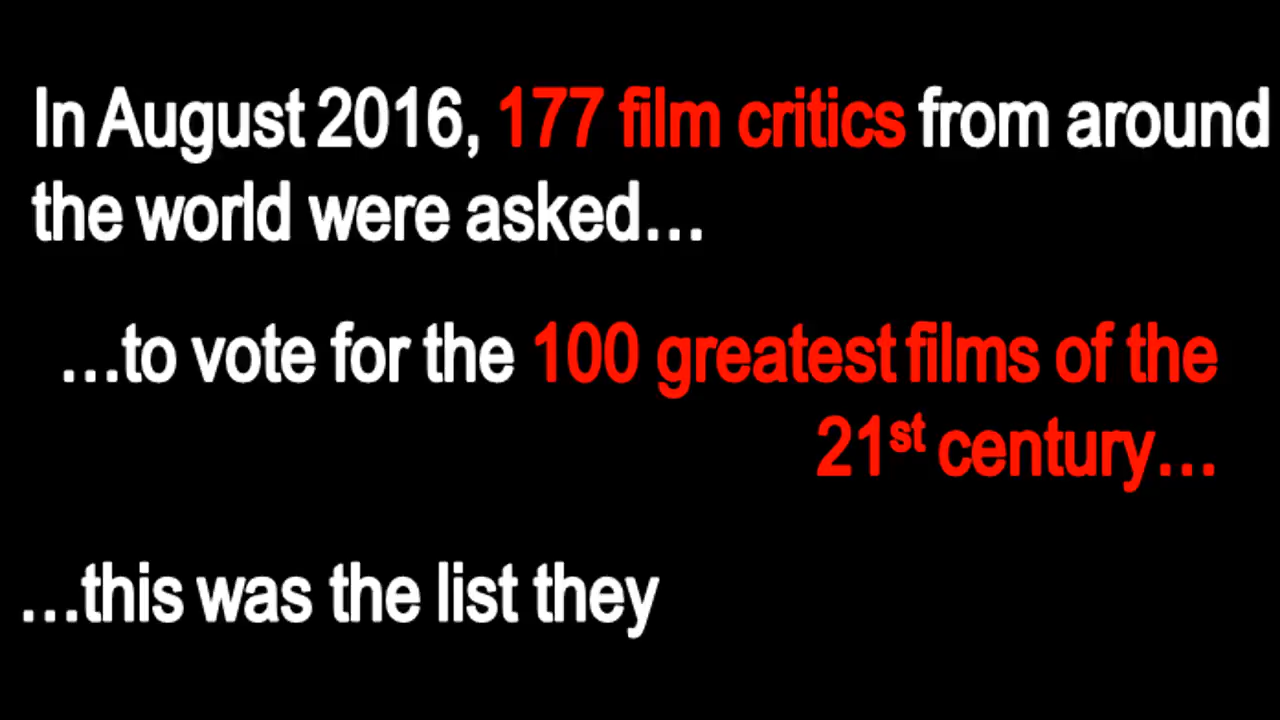 In August 2016, 177 film critics from around
the world were asked…
…to vote for the 100 greatest films of the
21st century…
…this was the list they